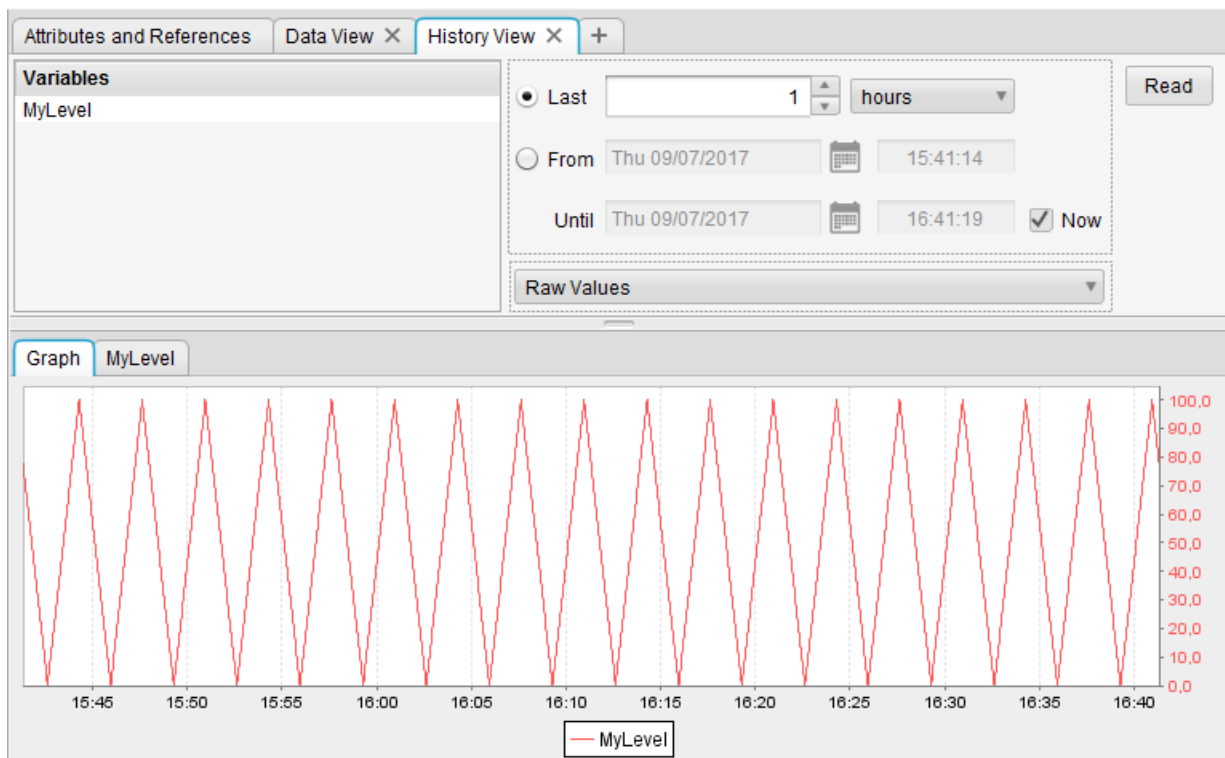 Attributes and References Data View History View +
Variables
MyLevel
Last 1 hours
Read
From Thu 09/07/2017 15:41:14
Until Thu 09/07/2017 16:41:19 Now
Raw Values
Graph MyLevel
100,0
90,0
80,0
70,0
60,0
50,0
40,0
30,0
20,0
10,0
0,0
15:45 15:50 15:55 16:00 16:05 16:10 16:15 16:20 16:25 16:30 16:35 16:40
MyLevel